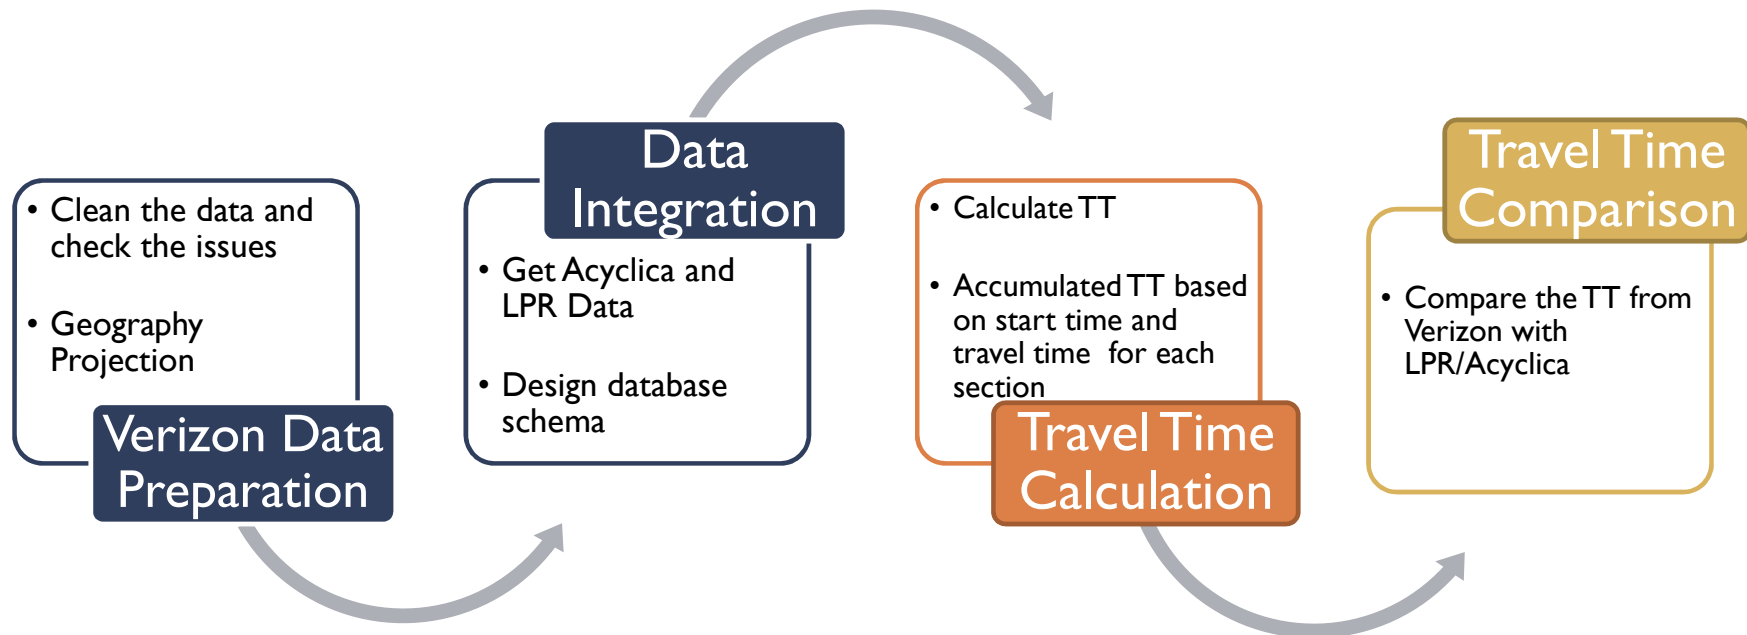 • Clean the data and
check the issues
• Geography
Projection
Verizon Data
Preparation
Data
Integration
• Get Acyclica and
LPR Data
• Design database
schema
• Calculate TT
• Accumulated TT based
on start time and
travel time for each
section
Travel Time
Calculation
Travel Time
Comparison
• Compare the TT from
Verizon with
LPR/Acyclica